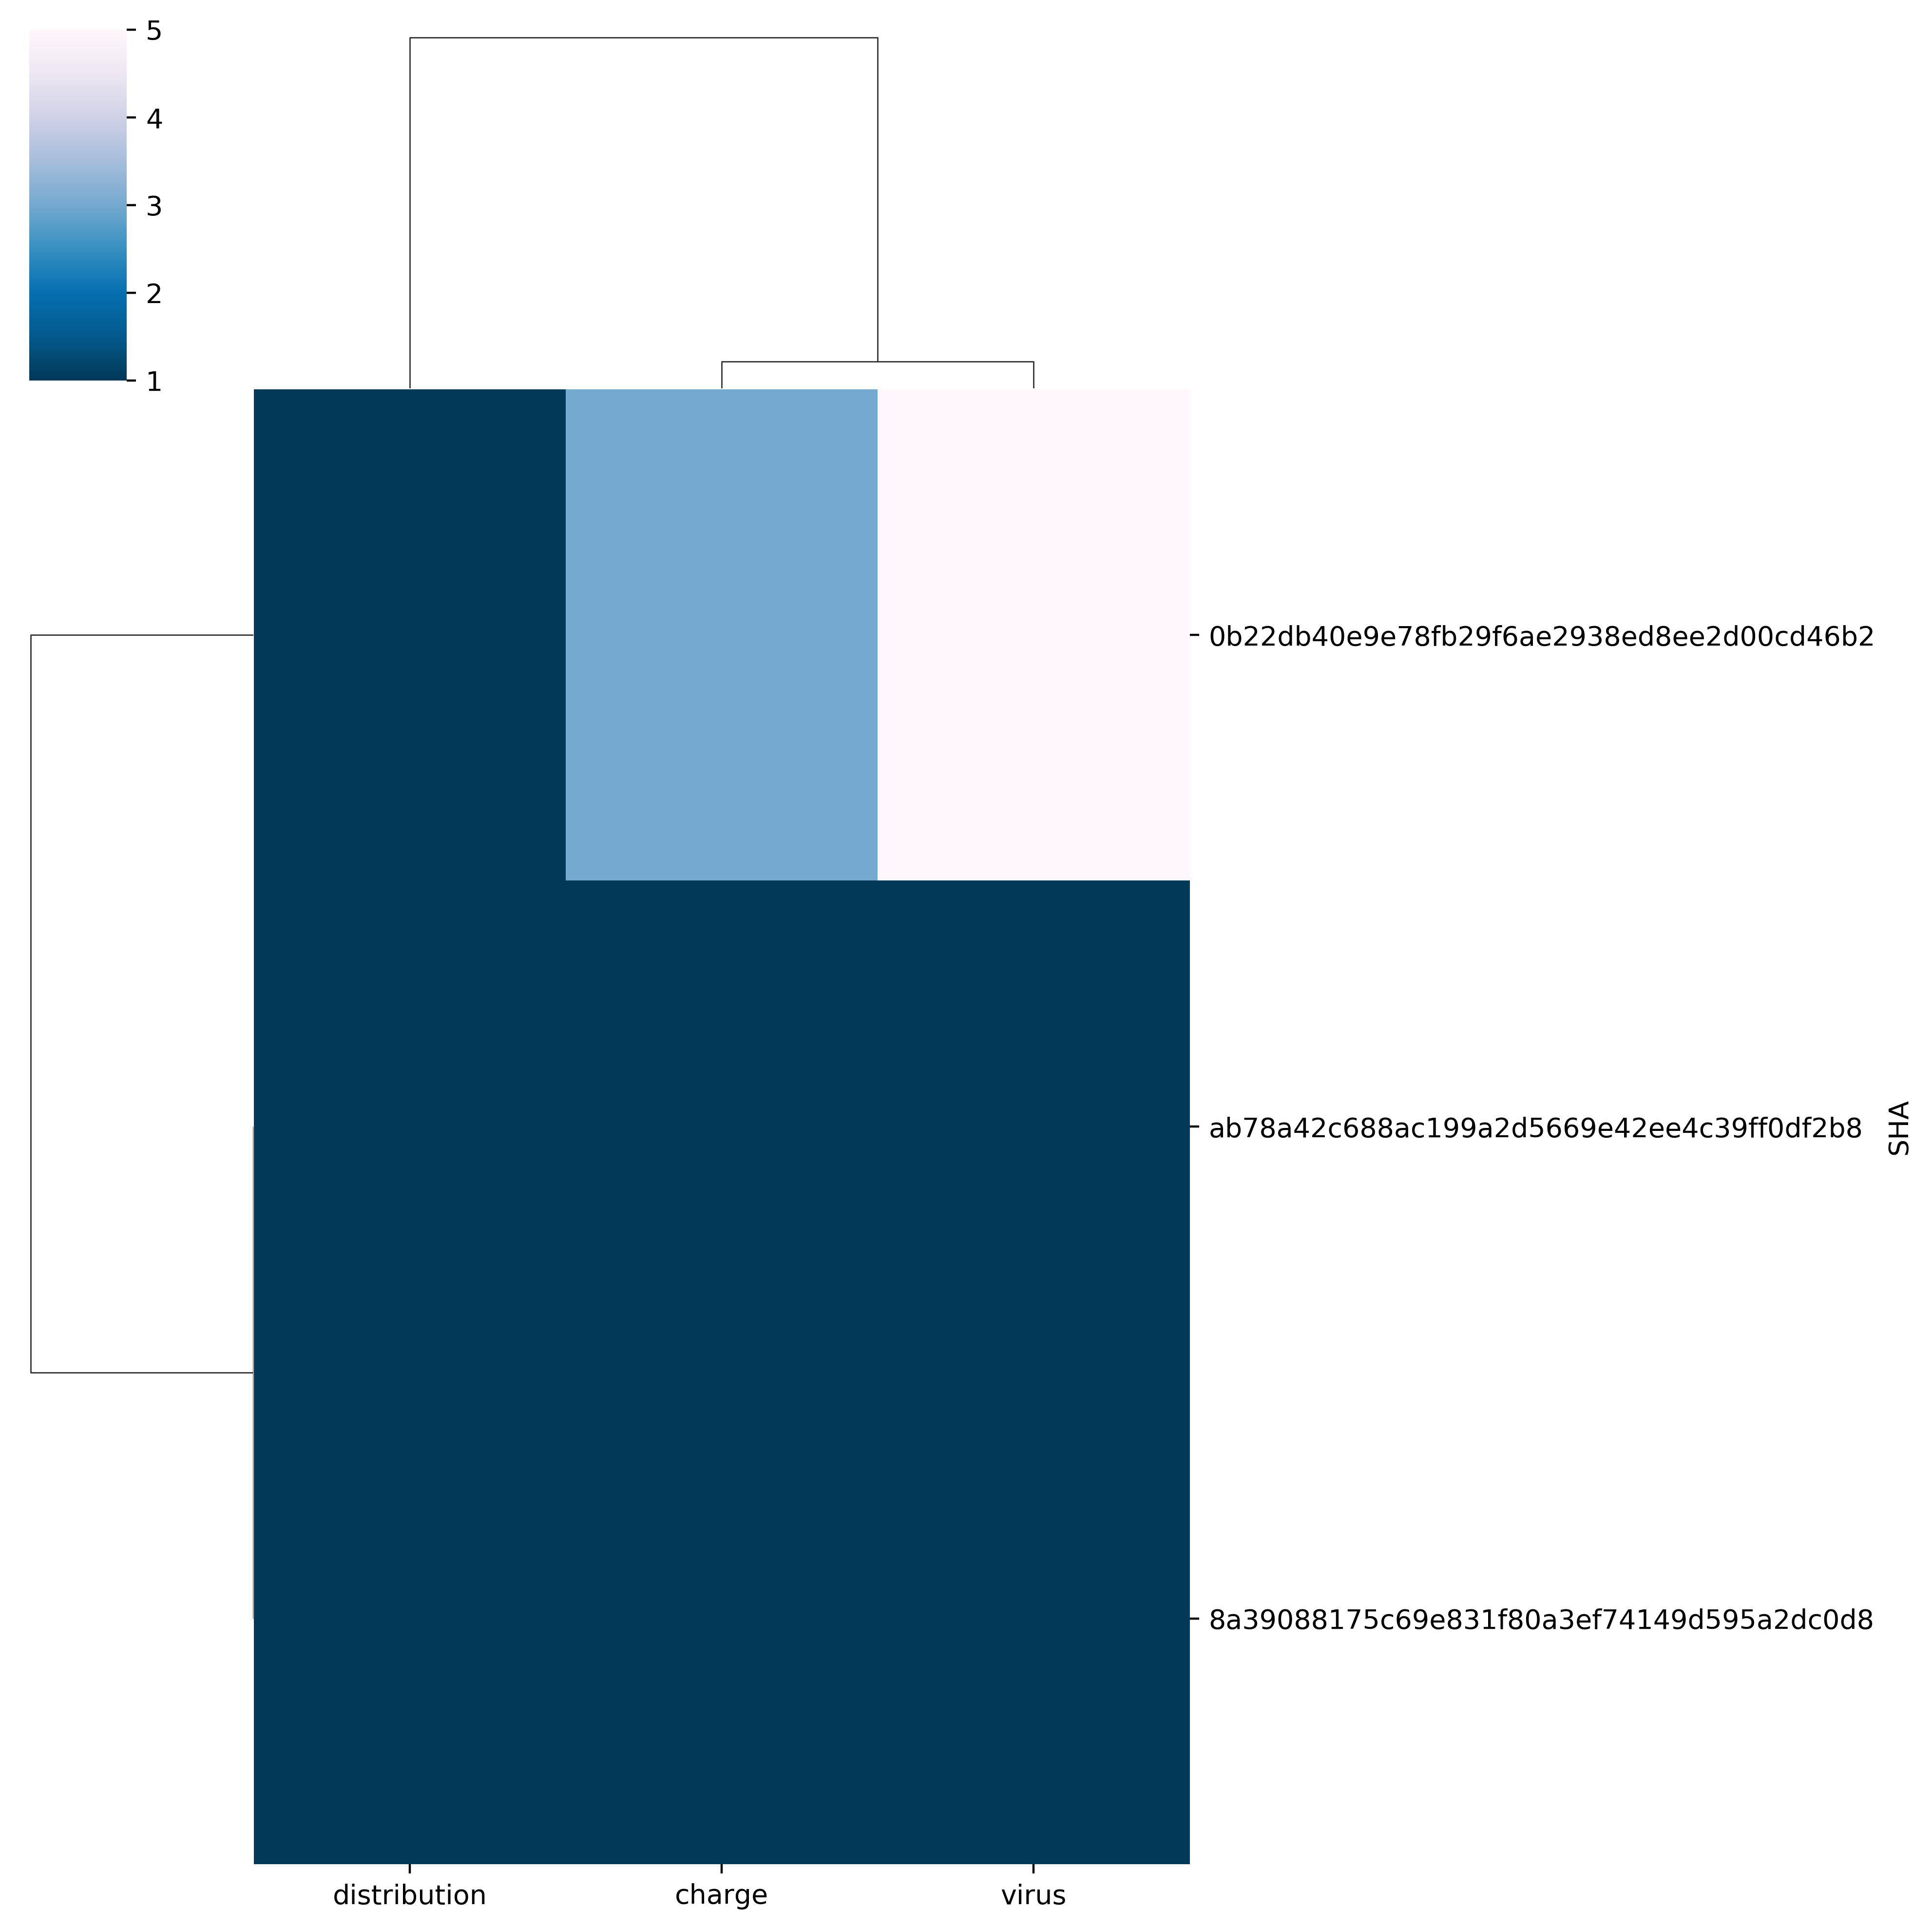 5
4
3
2
1
0b22db40e9e78fb29f6ae2938ed8ee2d00cd46b2
ab78a42c688ac199a2d5669e42ee4c39ff0df2b8
SHA
8a39088175c69e831f80a3ef74149d595a2dc0d8
distribution
charge
virus